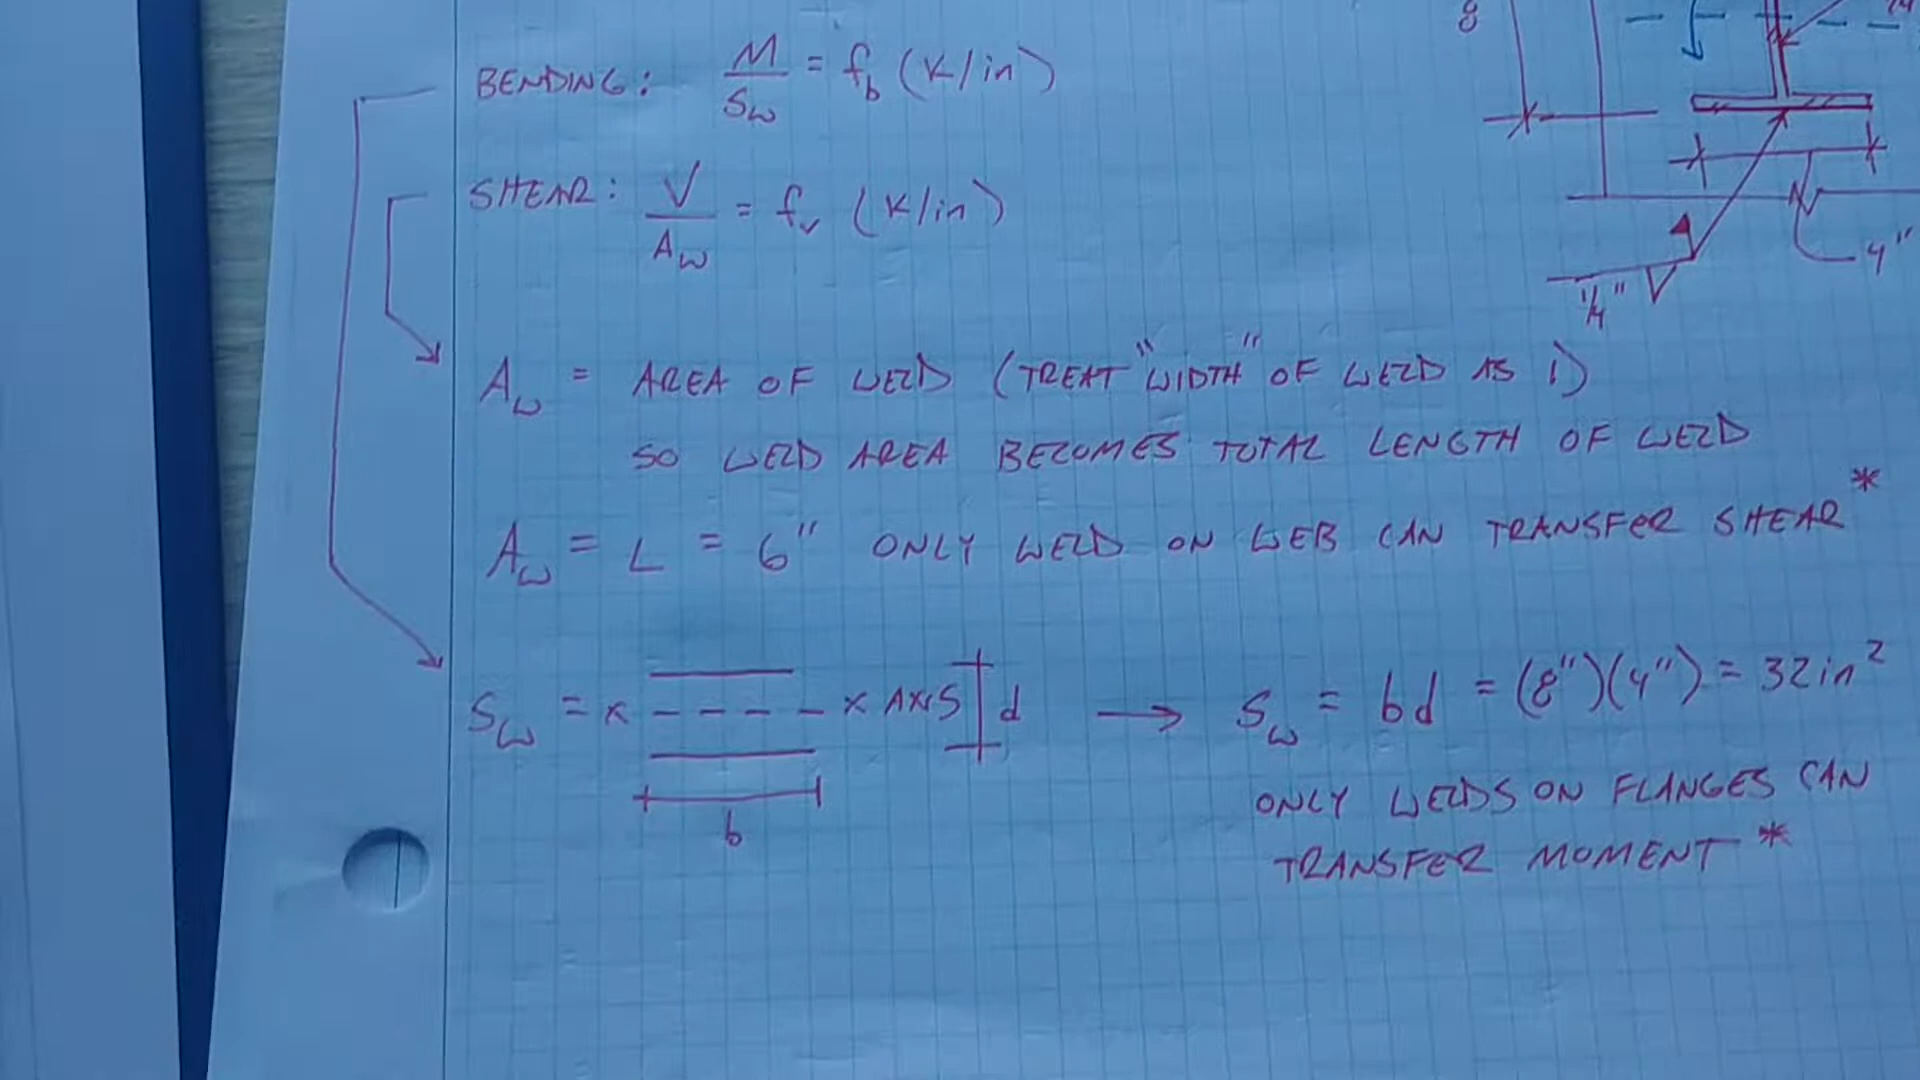 BENDING: M/Sw = fb (K/in)
SHEAR: V/Aw = fv (K/in)
8
4"
1/4"
Aw = AREA OF WELD (TREAT "WIDTH" OF WELD AS 1)
SO WELD AREA BECOMES TOTAL LENGTH OF WELD
Aw = L = 6" ONLY WELD ON WEB CAN TRANSFER SHEAR*
Sw = x - - - - x AXIS d → Sw = bd = (8")(4") = 32in²
b
ONLY WELDS ON FLANGES CAN
TRANSFER MOMENT*